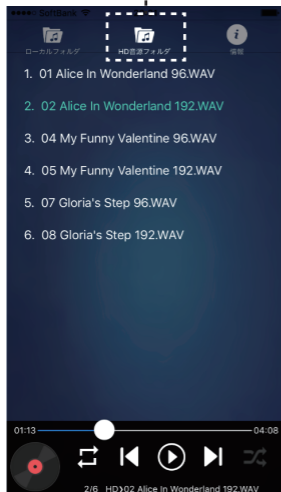 SoftBank
ローカルフォルダ
HD音源フォルダ
情報
1. 01 Alice In Wonderland 96.WAV
2. 02 Alice In Wonderland 192.WAV
3. 04 My Funny Valentine 96.WAV
4. 05 My Funny Valentine 192.WAV
5. 07 Gloria's Step 96.WAV
6. 08 Gloria's Step 192.WAV
01:13
04:08
2/6 HD>02 Alice In Wonderland 192.WAV